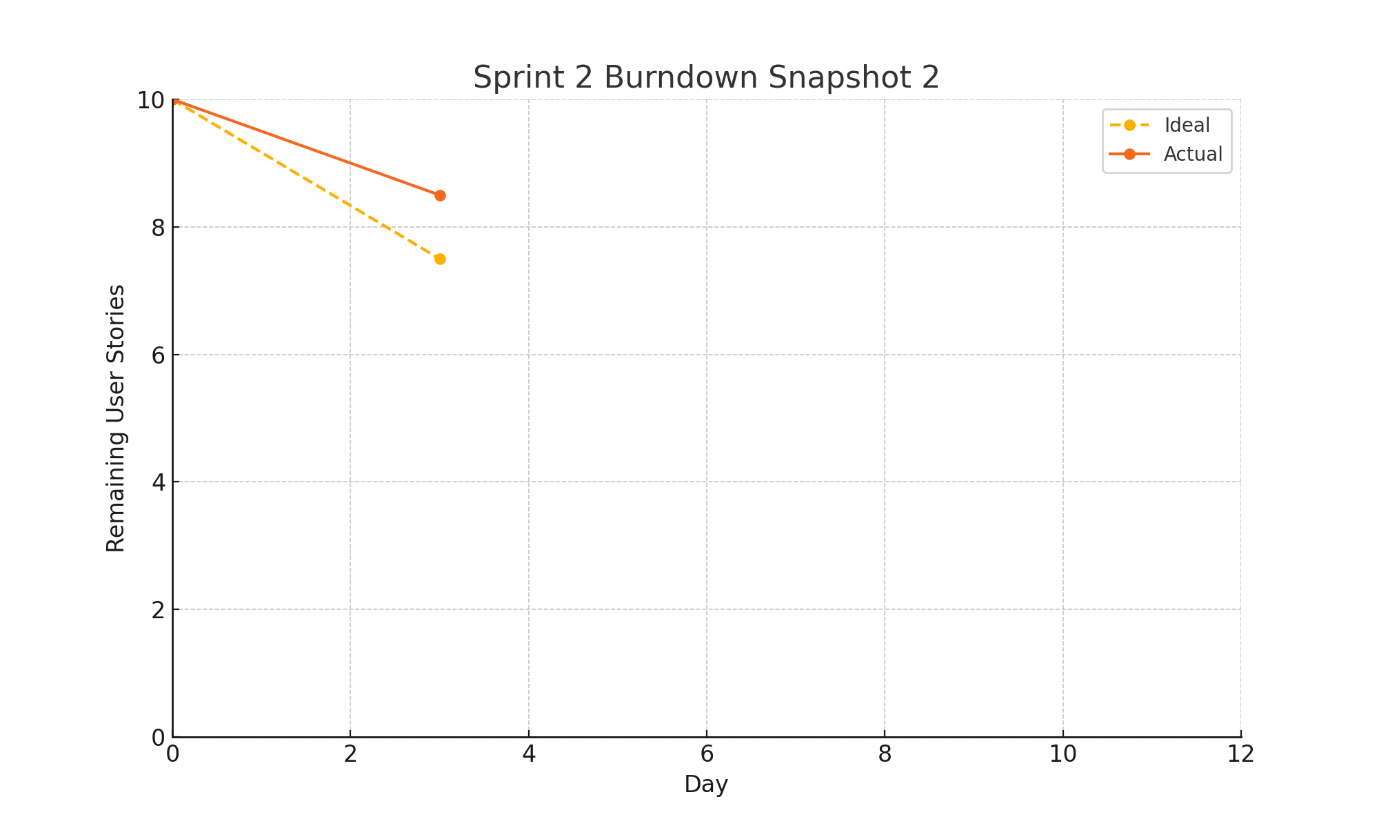 Sprint 2 Burndown Snapshot 2
Ideal
Actual
10
8
6
4
2
0
Remaining User Stories
0 2 4 6 8 10 12
Day